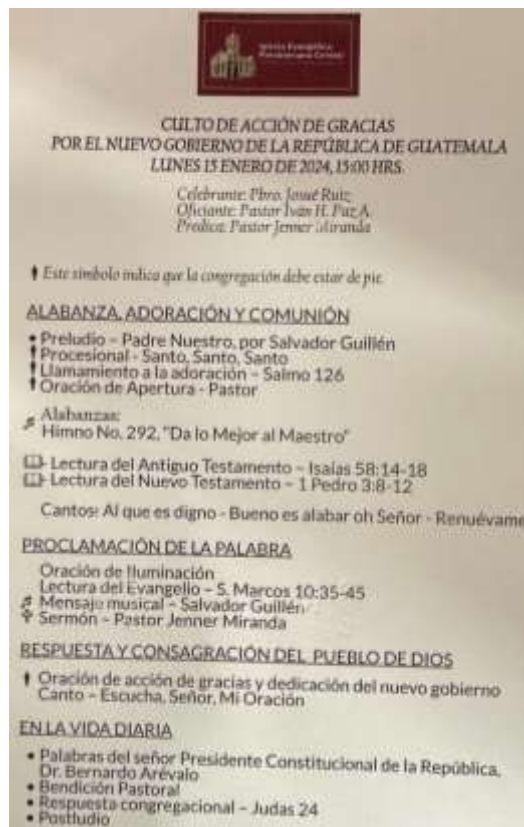 Iglesia Evangélica
Presbiteriana Central
CULTO DE ACCIÓN DE GRACIAS
POR EL NUEVO GOBIERNO DE LA REPÚBLICA DE GUATEMALA
LUNES 15 ENERO DE 2024, 15:00 HRS.
Celebrante: Pbro. Josué Ruiz
Oficiante: Pastor Ivan H. Paz A.
Predica: Pastor Jenner Miranda
Este símbolo indica que la congregación debe estar de pie.
ALABANZA, ADORACIÓN Y COMUNIÓN
• Preludio – Padre Nuestro, por Salvador Guillén
Procesional - Santo, Santo, Santo
Llamamiento a la adoración – Salmo 126
Oración de Apertura - Pastor
Alabanzas:
Himno No. 292, "Da lo Mejor al Maestro"
Lectura del Antiguo Testamento – Isaías 58:14-18
Lectura del Nuevo Testamento – 1 Pedro 3:8-12
Cantos: Al que es digno - Bueno es alabar oh Señor - Renuévame
PROCLAMACIÓN DE LA PALABRA
Oración de Iluminación
Lectura del Evangelio – S. Marcos 10:35-45
Mensaje musical – Salvador Guillén
Sermón – Pastor Jenner Miranda
RESPUESTA Y CONSAGRACIÓN DEL PUEBLO DE DIOS
Oración de acción de gracias y dedicación del nuevo gobierno
Canto – Escucha, Señor, Mi Oración
EN LA VIDA DIARIA
• Palabras del señor Presidente Constitucional de la República,
Dr. Bernardo Arévalo
• Bendición Pastoral
• Respuesta congregacional – Judas 24
• Postludio